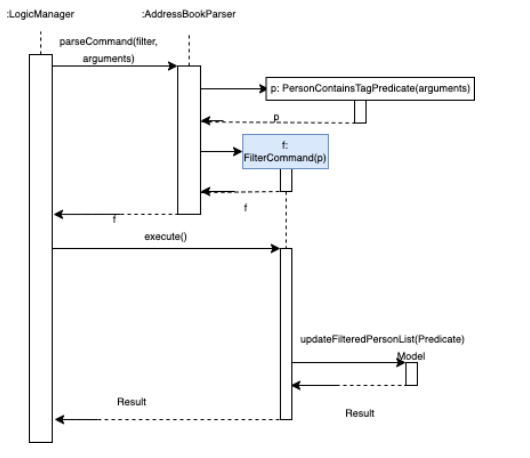 :LogicManager
:AddressBookParser
parseCommand(filter,
arguments)
p: PersonContainsTagPredicate(arguments)
p
f:
FilterCommand(p)
f
f
execute()
updateFilteredPersonList(Predicate)
Model
Result
Result